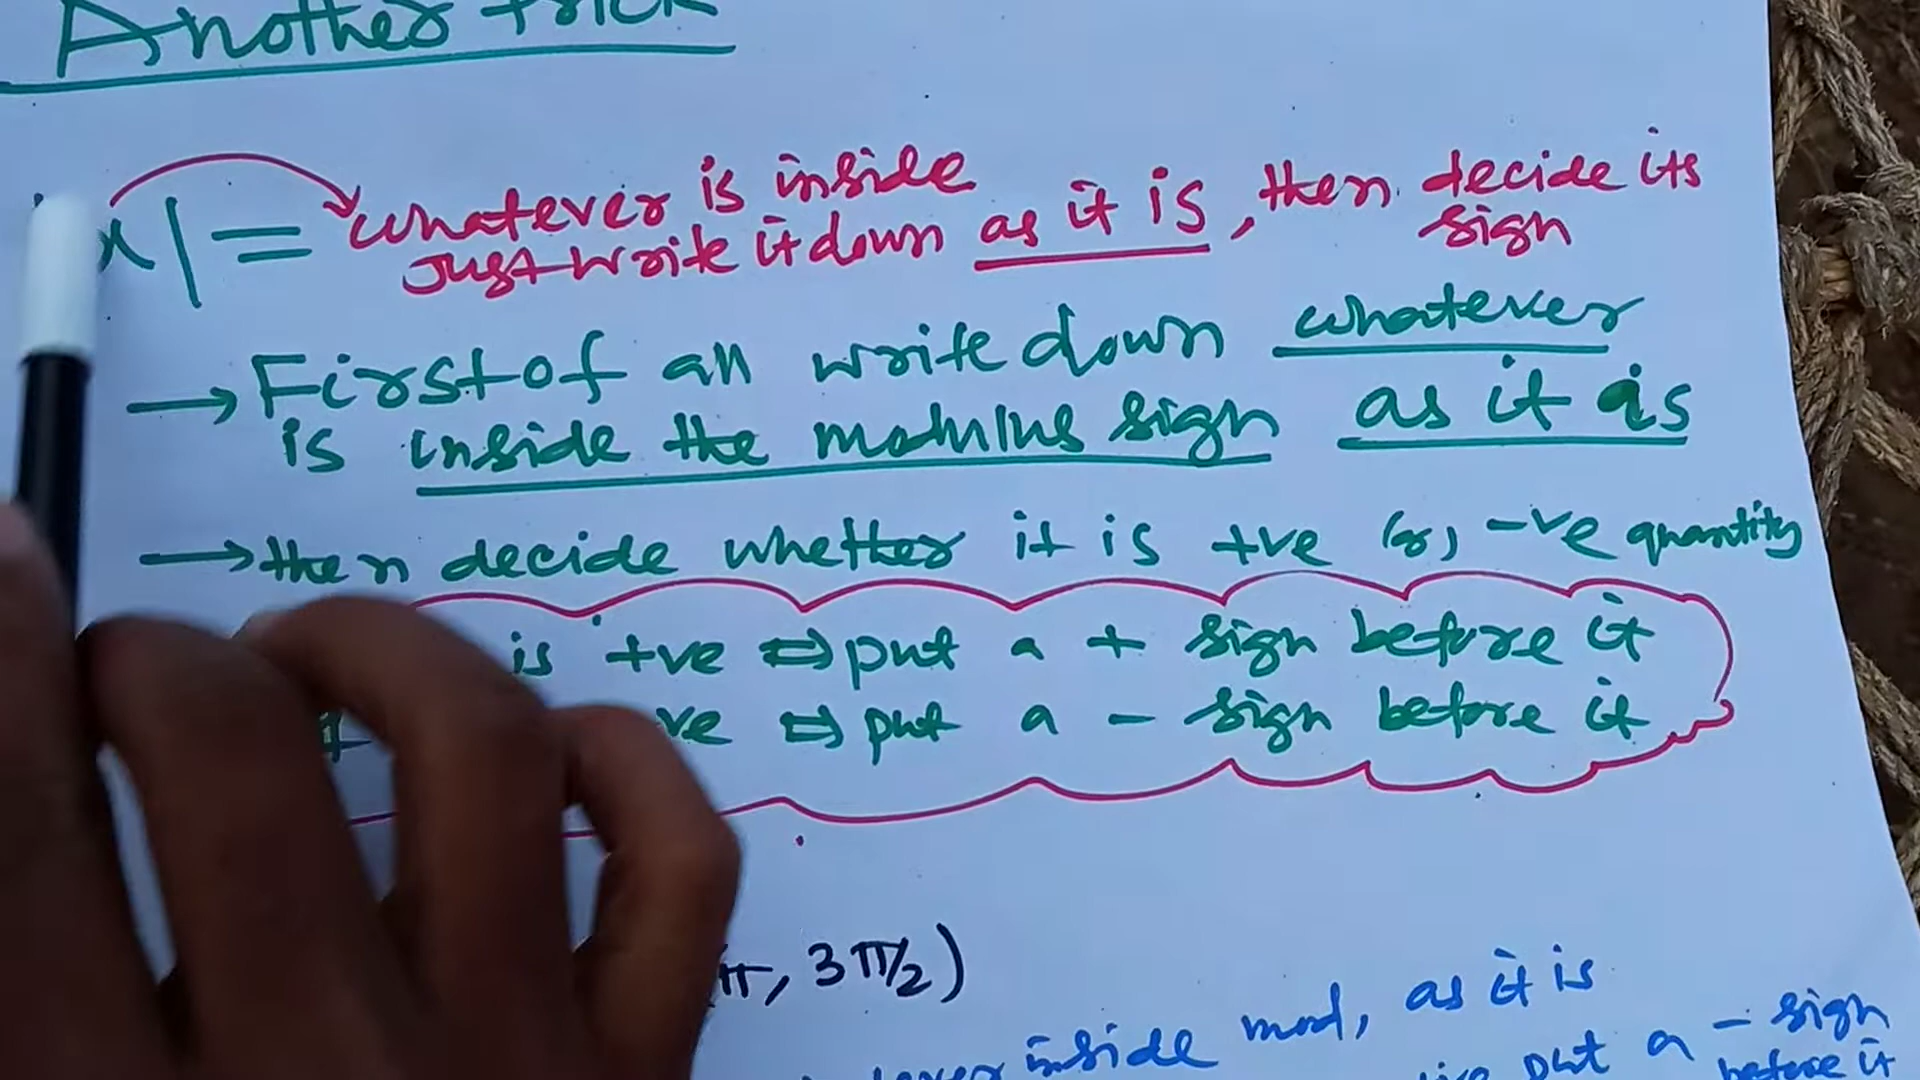 Another trick
x| = whatever is inside
just write it down as it is, then decide its sign
→ First of all write down whatever
is inside the modulus sign as it is
→ then decide whether it is +ve (or) -ve quantity
is +ve ⇒ put a + sign before it
ve ⇒ put a - sign before it
π, 3π/2)
inside mod, as it is
put a - sign
before it